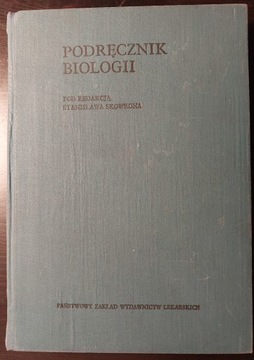 PODRĘCZNIK
BIOLOGII
POD REDAKCJĄ
STANISŁAWA SKOWRONA
PAŃSTWOWY ZAKŁAD WYDAWNICTW LEKARSKICH